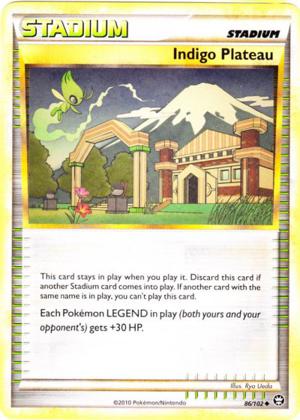 STADIUM
STADIUM
Indigo Plateau
This card stays in play when you play it. Discard this card if
another Stadium card comes into play. If another card with the
same name is in play, you can't play this card.
Each Pokémon LEGEND in play (both yours and your
opponent's) gets +30 HP.
Illus. Ryo Ueda
©2010 Pokémon/Nintendo
86/102